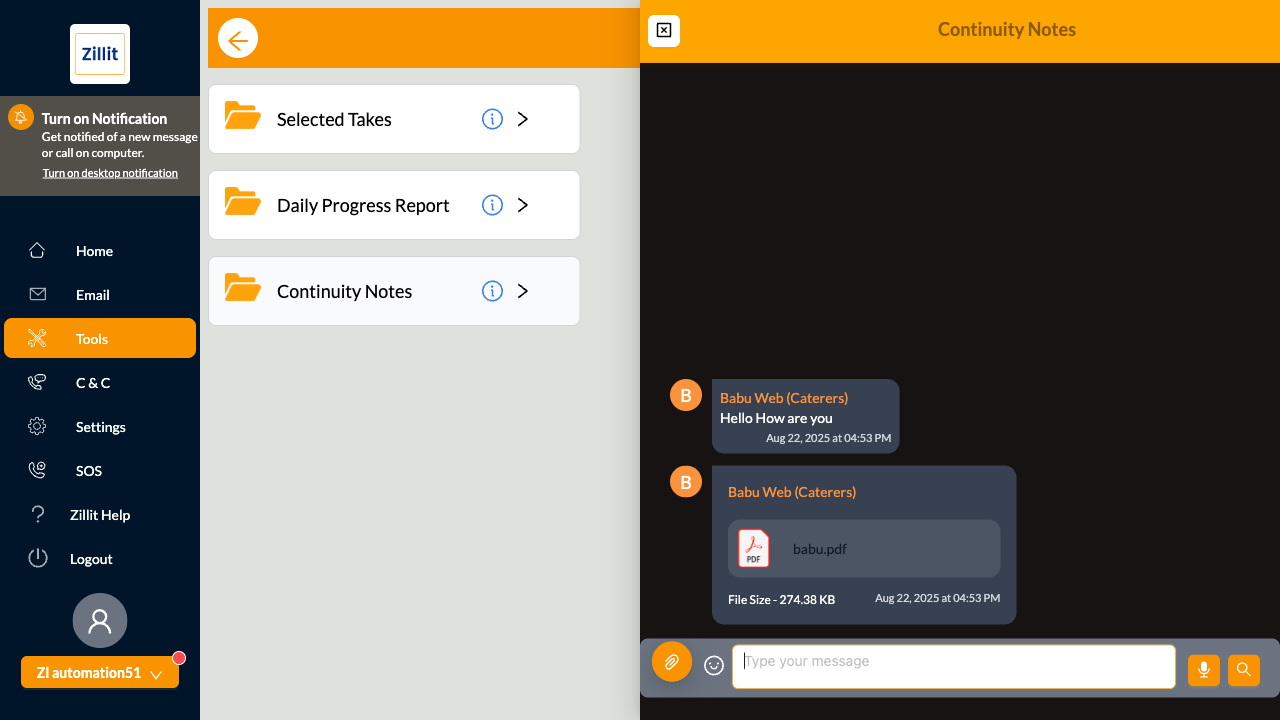 Zillit
Turn on Notification
Get notified of a new message
or call on computer.
Turn on desktop notification
Home
Email
Tools
C & C
Settings
SOS
Zillit Help
Logout
ZI automation51
Selected Takes
Daily Progress Report
Continuity Notes
Continuity Notes
B
Babu Web (Caterers)
Hello How are you
Aug 22, 2025 at 04:53 PM
B
Babu Web (Caterers)
PDF
babu.pdf
File Size - 274.38 KB
Aug 22, 2025 at 04:53 PM
Type your message